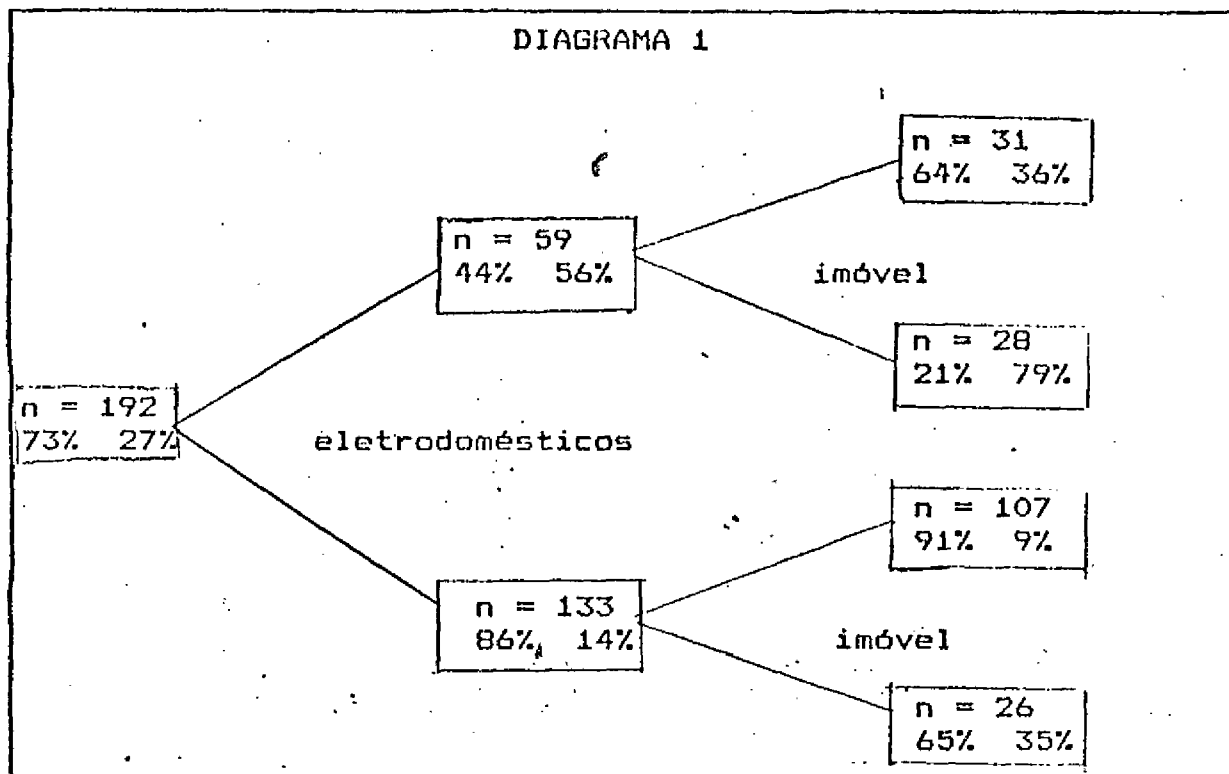 DIAGRAMA 1
n = 31
64% 36%
n = 59
44% 56%
imóvel
n = 28
21% 79%
n = 192
73% 27%
eletrodomésticos
n = 107
91% 9%
n = 133
86% 14%
imóvel
n = 26
65% 35%